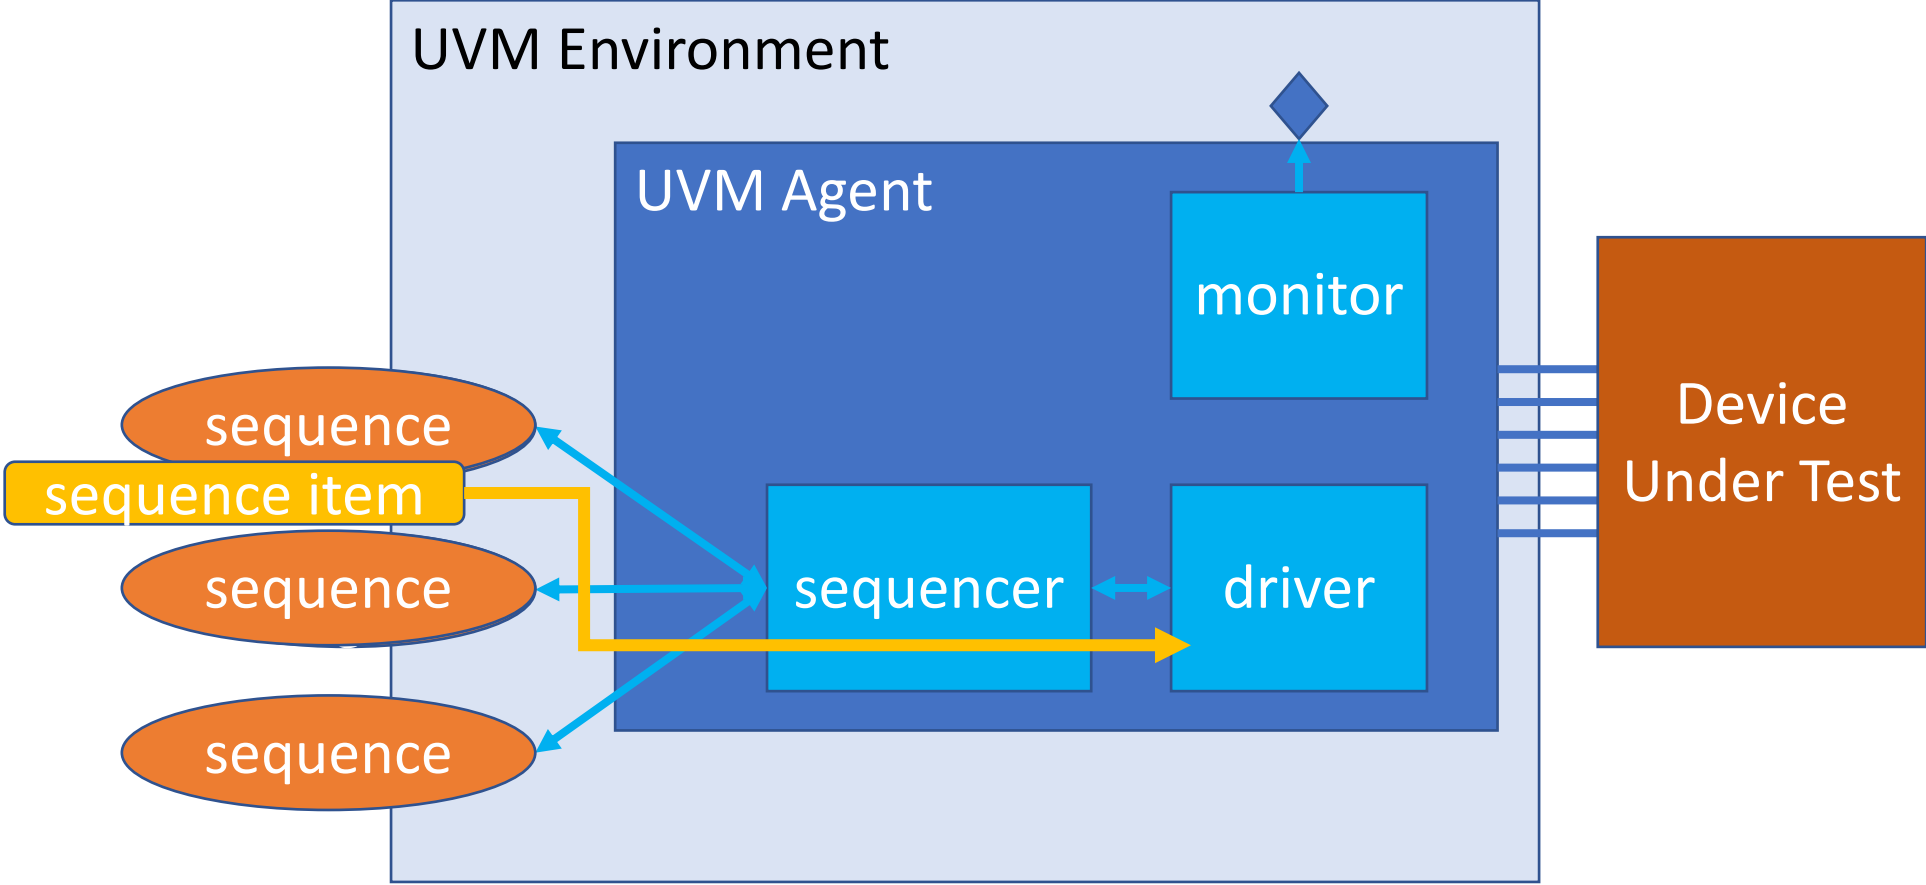 UVM Environment
UVM Agent
monitor
Device
Under Test
sequence
sequence item
sequence
sequencer
driver
sequence